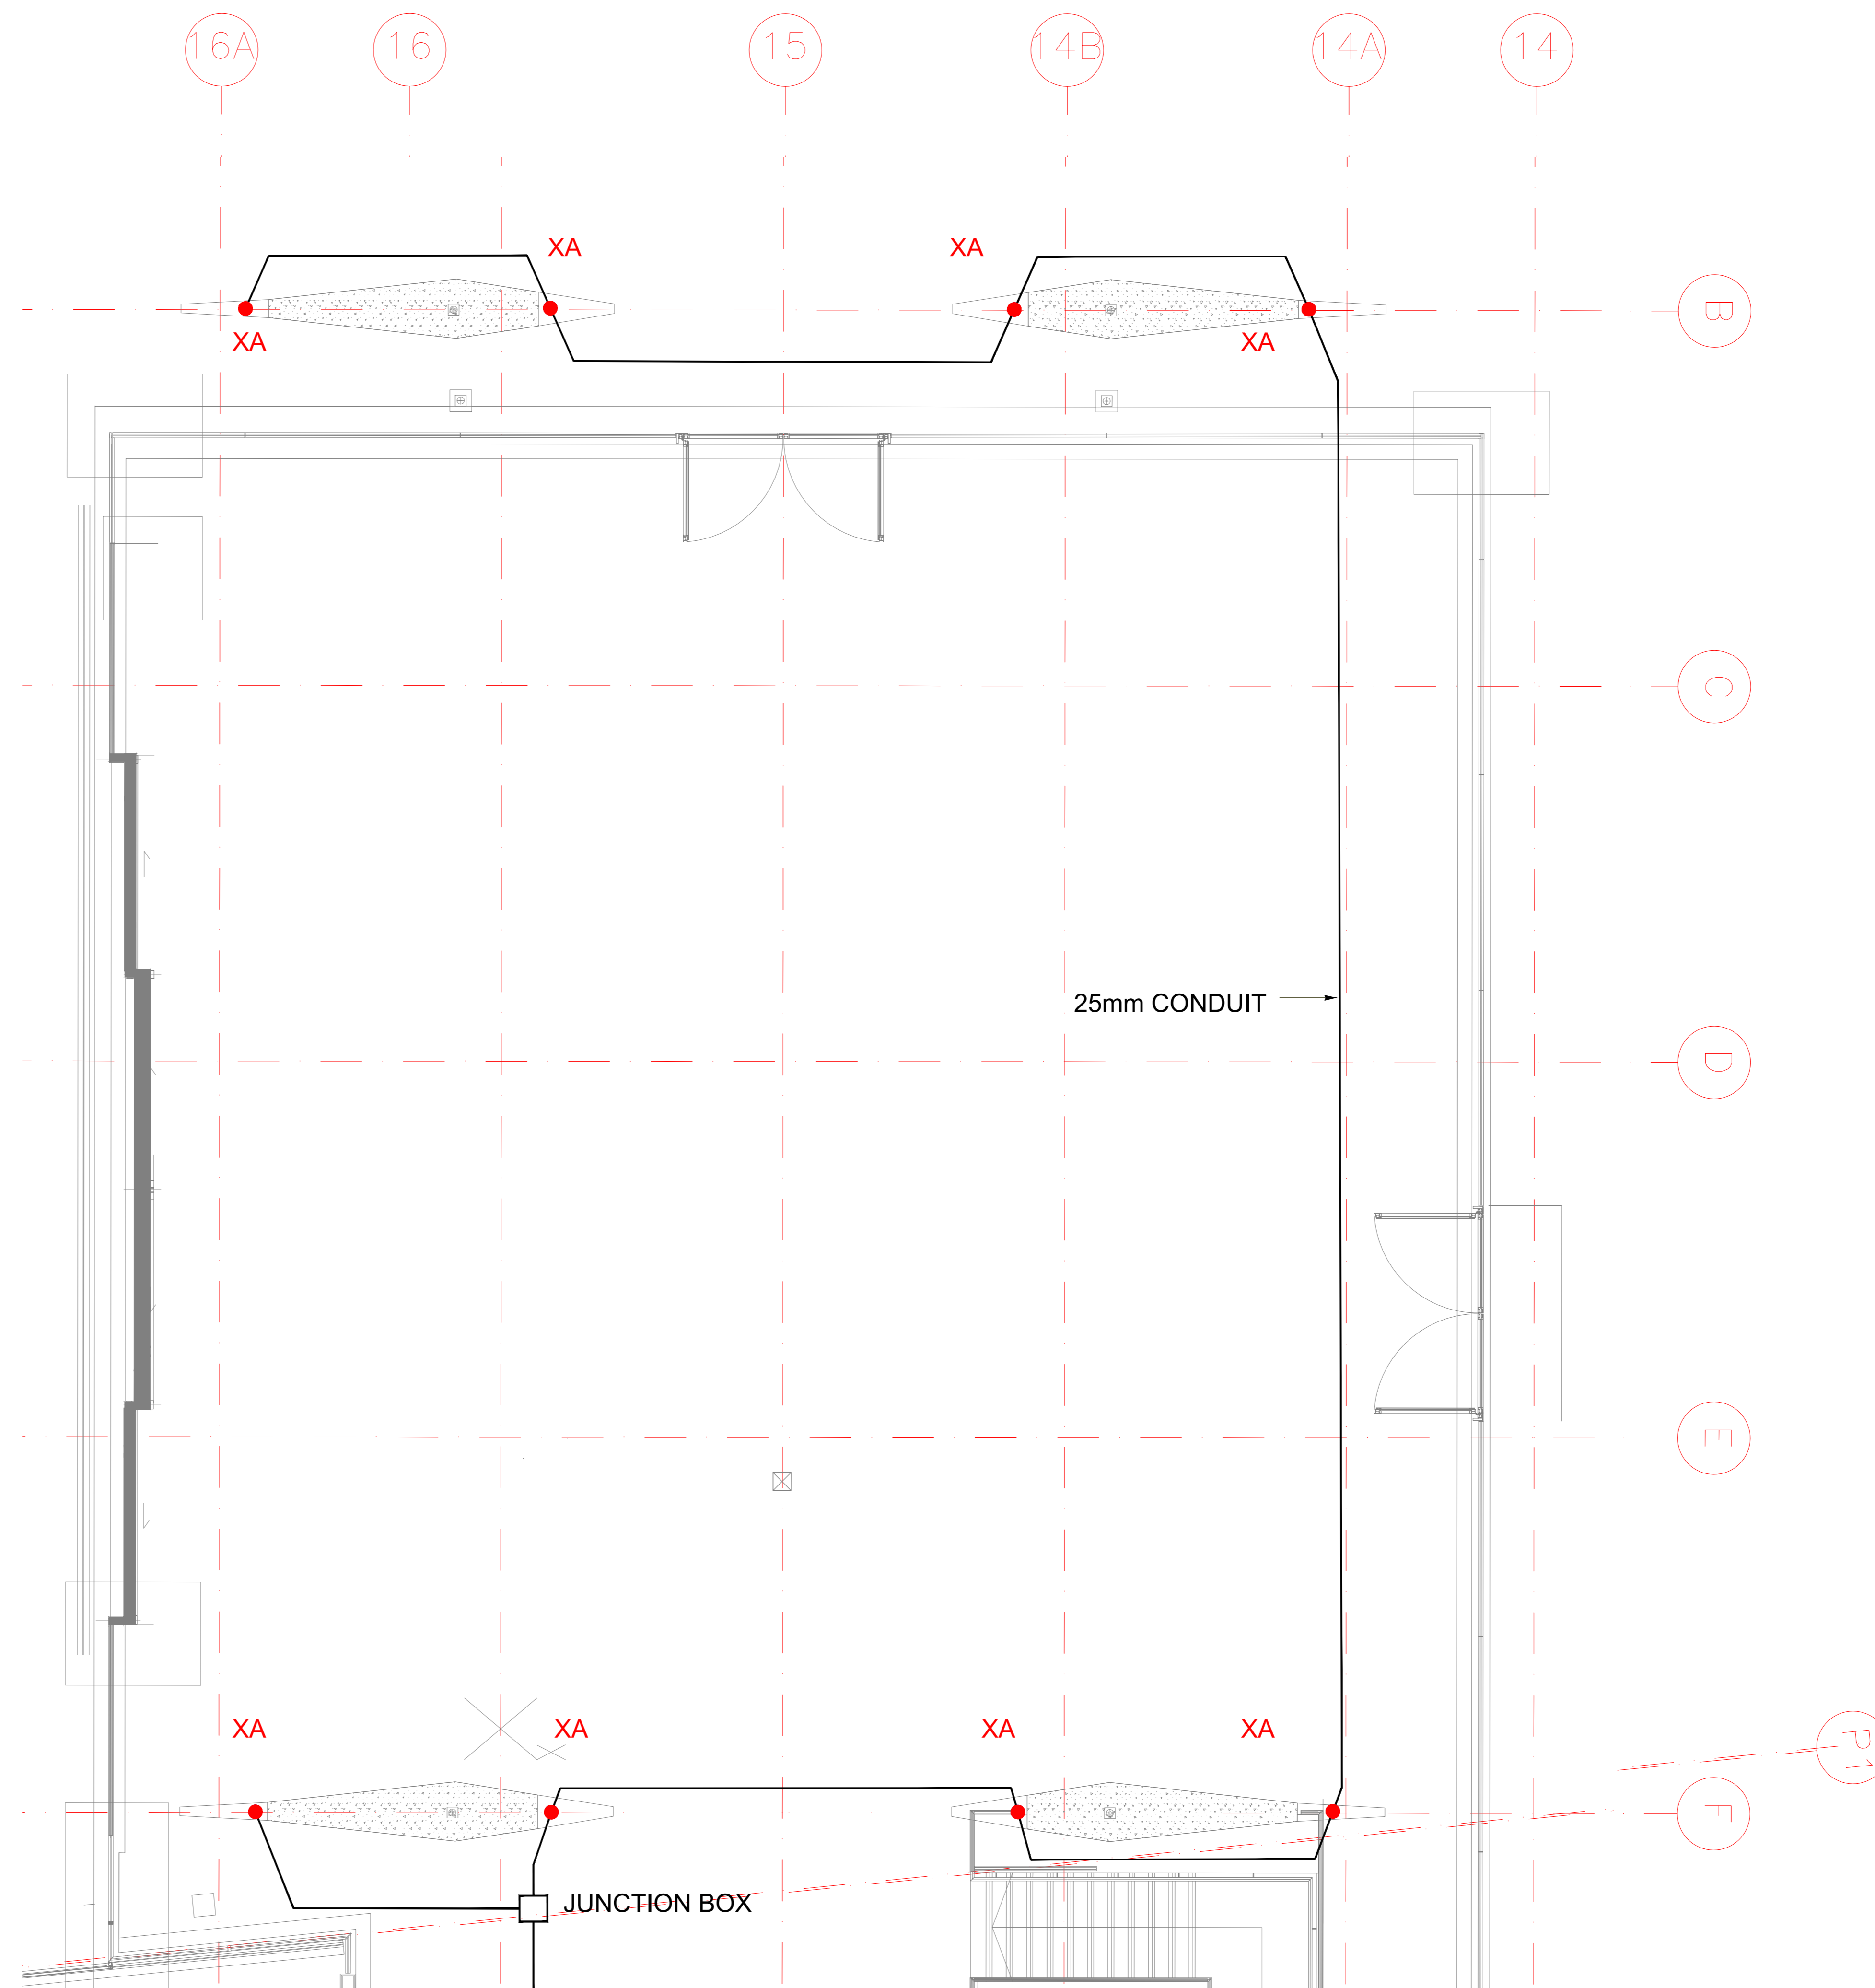 16A 16 15 14B 14A 14
XA XA
B
XA XA
C
25mm CONDUIT
D
E
XA XA XA XA
P1
F
JUNCTION BOX